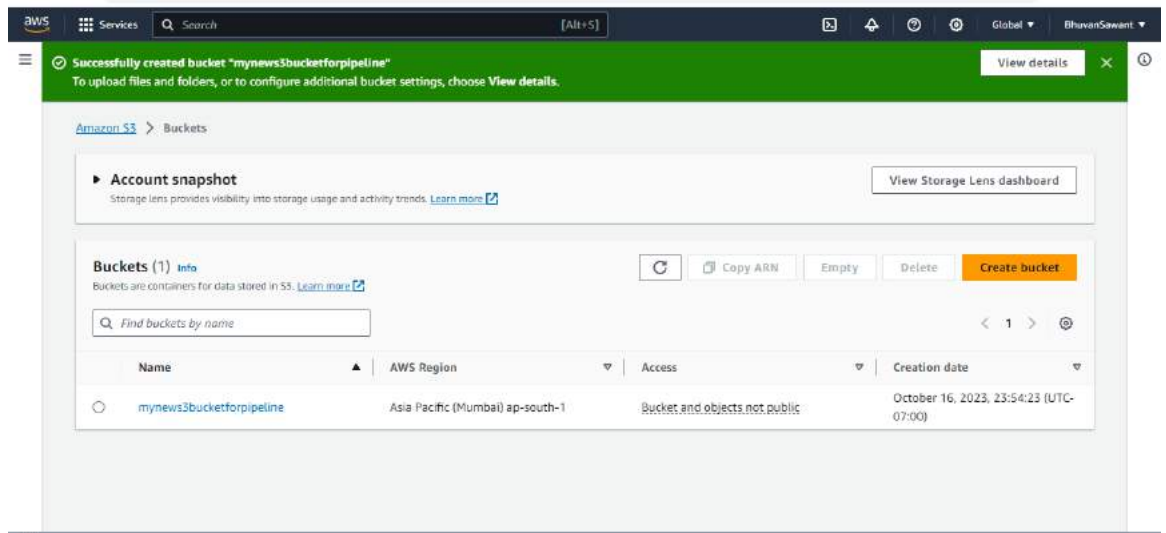 aws Services Search [Alt+S] Global BhuvanSawant
Successfully created bucket "mynews3bucketforpipeline"
To upload files and folders, or to configure additional bucket settings, choose View details.
View details
Amazon S3 > Buckets
Account snapshot
Storage lens provides visibility into storage usage and activity trends. Learn more
View Storage Lens dashboard
Buckets (1) Info
Buckets are containers for data stored in S3. Learn more
Copy ARN Empty Delete Create bucket
Find buckets by name
< 1 >
Name AWS Region Access Creation date
mynews3bucketforpipeline Asia Pacific (Mumbai) ap-south-1 Bucket and objects not public October 16, 2023, 23:54:23 (UTC-
07:00)